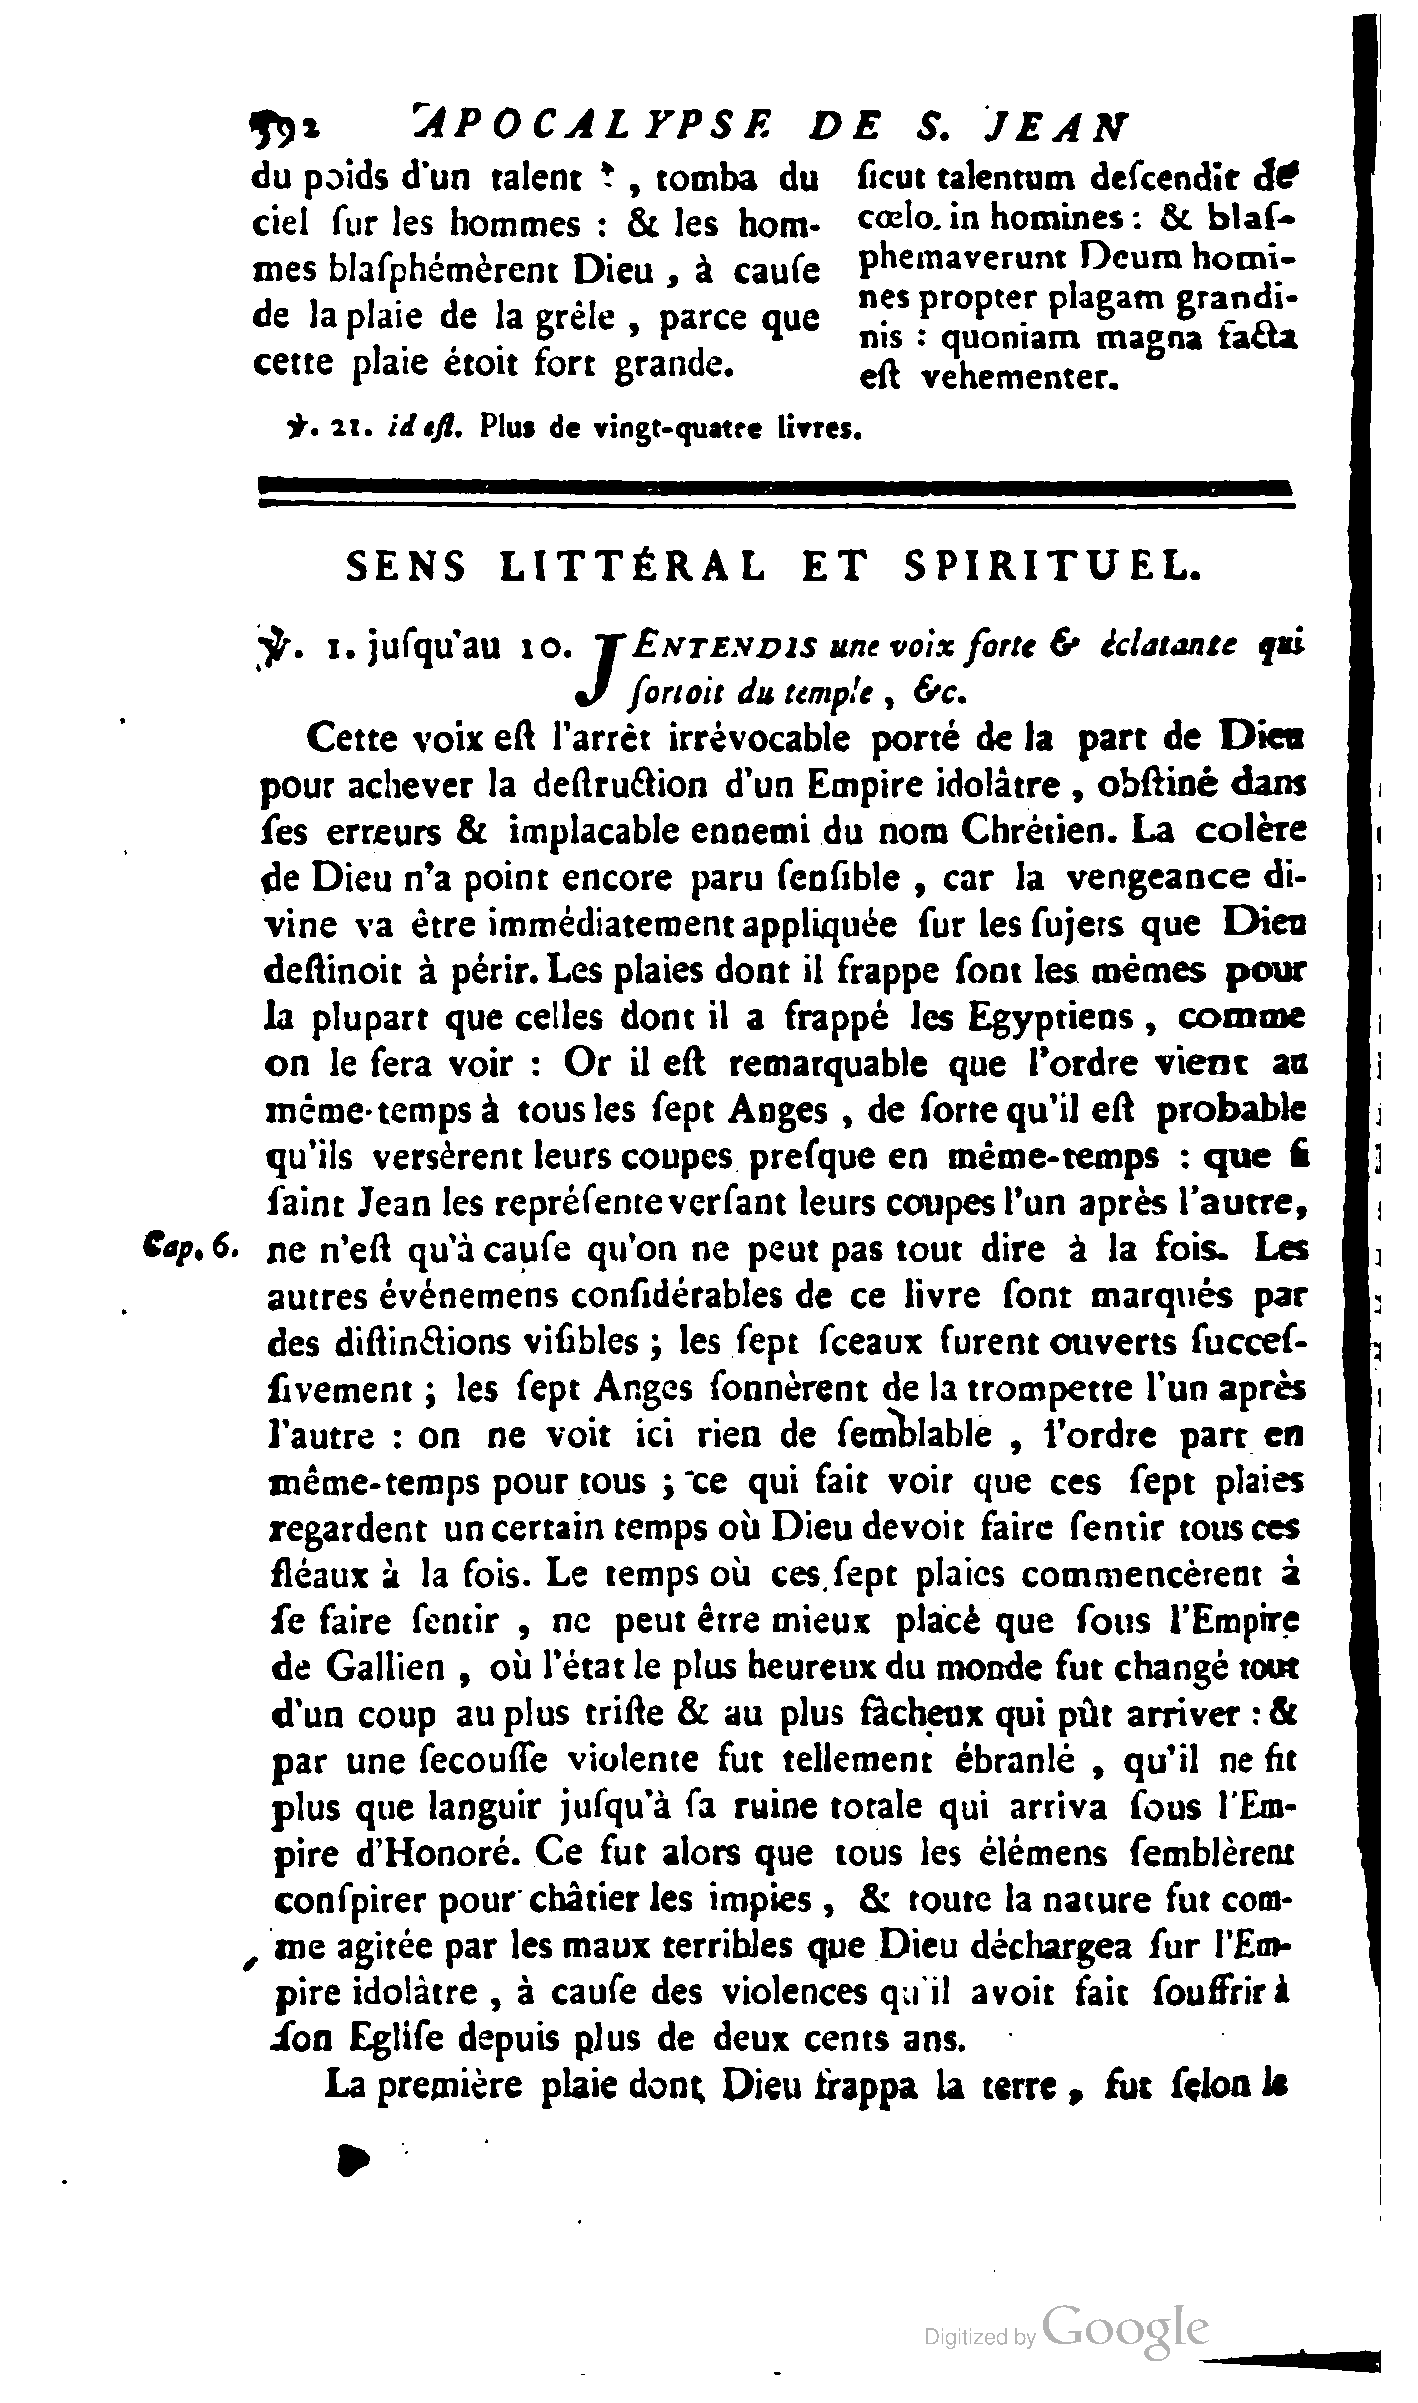 592 APOCALYPSE DE S. JEAN
du poids d'un talent * , tomba du
ciel ſur les hommes : & les hom-
mes blaſphémèrent Dieu , à cauſe
de la plaie de la grêle , parce que
cette plaie étoit fort grande.
ſicut talentum deſcendit de
cœlo in homines : & blaſ-
phemaverunt Deum homi-
nes propter plagam grandi-
nis : quoniam magna facta
eſt vehementer.
℣. 21. id eſt. Plus de vingt-quatre livres.
SENS LITTÉRAL ET SPIRITUEL.
℣. 1. juſqu'au 10. J'ENTENDIS une voix forte & éclatante qui
ſortoit du temple , &c.
Cette voix eſt l'arrêt irrévocable porté de la part de Dieu
pour achever la deſtruction d'un Empire idolâtre , obſtiné dans
ſes erreurs & implacable ennemi du nom Chrétien. La colère
de Dieu n'a point encore paru ſenſible , car la vengeance di-
vine va être immédiatement appliquée ſur les ſujets que Dieu
deſtinoit à périr. Les plaies dont il frappe ſont les mêmes pour
la plupart que celles dont il a frappé les Egyptiens , comme
on le fera voir : Or il eſt remarquable que l'ordre vient au
même-temps à tous les ſept Anges , de ſorte qu'il eſt probable
qu'ils versèrent leurs coupes preſque en même-temps : que ſi
ſaint Jean les repréſente verſant leurs coupes l'un après l'autre,
Cap. 6. ne n'eſt qu'à cauſe qu'on ne peut pas tout dire à la fois. Les
autres événemens conſidérables de ce livre ſont marqués par
des diſtinctions viſibles ; les ſept ſceaux furent ouverts ſucceſ-
ſivement ; les ſept Anges ſonnèrent de la trompette l'un après
l'autre : on ne voit ici rien de ſemblable , l'ordre part en
même-temps pour tous ; ce qui fait voir que ces ſept plaies
regardent un certain temps où Dieu devoit faire ſentir tous ces
fléaux à la fois. Le temps où ces ſept plaies commencèrent à
ſe faire ſentir , ne peut être mieux placé que ſous l'Empire
de Gallien , où l'état le plus heureux du monde fut changé tout
d'un coup au plus triſte & au plus fâcheux qui pût arriver : &
par une ſecouſſe violente fut tellement ébranlé , qu'il ne fit
plus que languir juſqu'à ſa ruine totale qui arriva ſous l'Em-
pire d'Honoré. Ce fut alors que tous les élémens ſemblèrent
conſpirer pour châtier les impies , & toute la nature fut com-
me agitée par les maux terribles que Dieu déchargea ſur l'Em-
pire idolâtre , à cauſe des violences qu'il avoit fait ſouffrir à
ſon Egliſe depuis plus de deux cents ans.
La première plaie dont Dieu frappa la terre , fut ſelon le
Digitized by Google